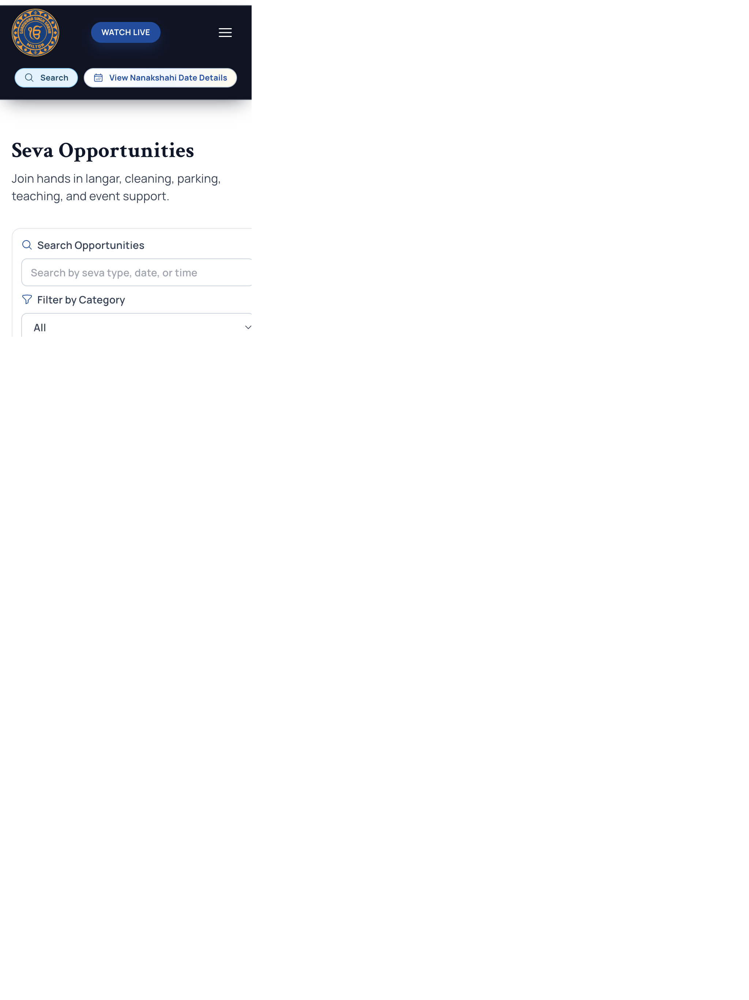 GURDWARA SINGH SABHA
ੴ
MILTON
WATCH LIVE
Search
View Nanakshahi Date Details
Seva Opportunities
Join hands in langar, cleaning, parking,
teaching, and event support.
Search Opportunities
Search by seva type, date, or time
Filter by Category
All